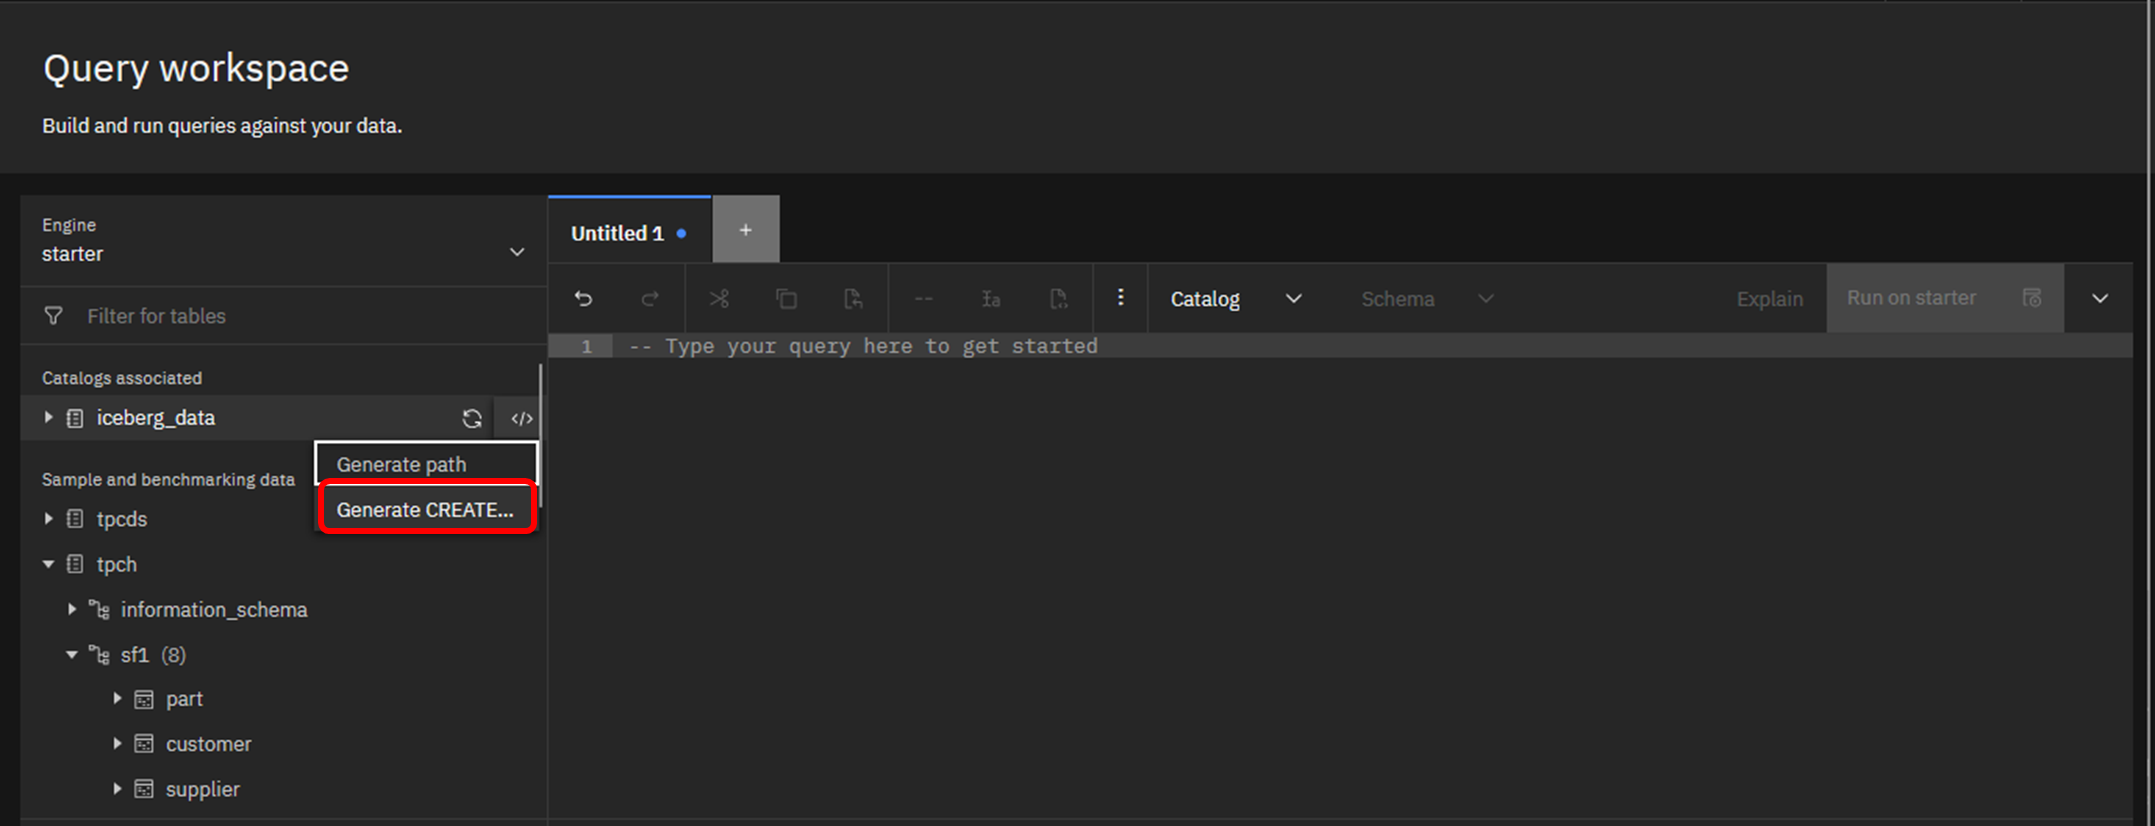 Query workspace
Build and run queries against your data.
Engine
starter
Filter for tables
Catalogs associated
iceberg_data
Generate path
Generate CREATE...
Sample and benchmarking data
tpcds
tpch
information_schema
sf1 (8)
part
customer
supplier
Untitled 1
+
Catalog
Schema
Explain
Run on starter
1 -- Type your query here to get started